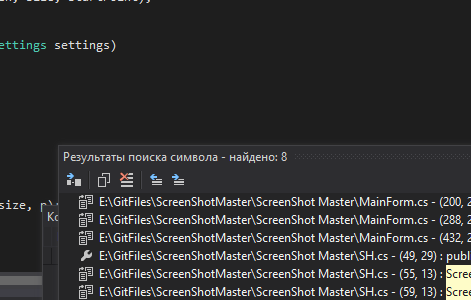 ettings settings)
Результаты поиска символа - найдено: 8
E:\GitFiles\ScreenShotMaster\ScreenShot Master\MainForm.cs - (200, 2
E:\GitFiles\ScreenShotMaster\ScreenShot Master\MainForm.cs - (288, 2
size, p
E:\GitFiles\ScreenShotMaster\ScreenShot Master\MainForm.cs - (432, 2
E:\GitFiles\ScreenShotMaster\ScreenShot Master\SH.cs - (49, 29) : publ
E:\GitFiles\ScreenShotMaster\ScreenShot Master\SH.cs - (55, 13) : Scree
E:\GitFiles\ScreenShotMaster\ScreenShot Master\SH.cs - (59, 13) : Scree